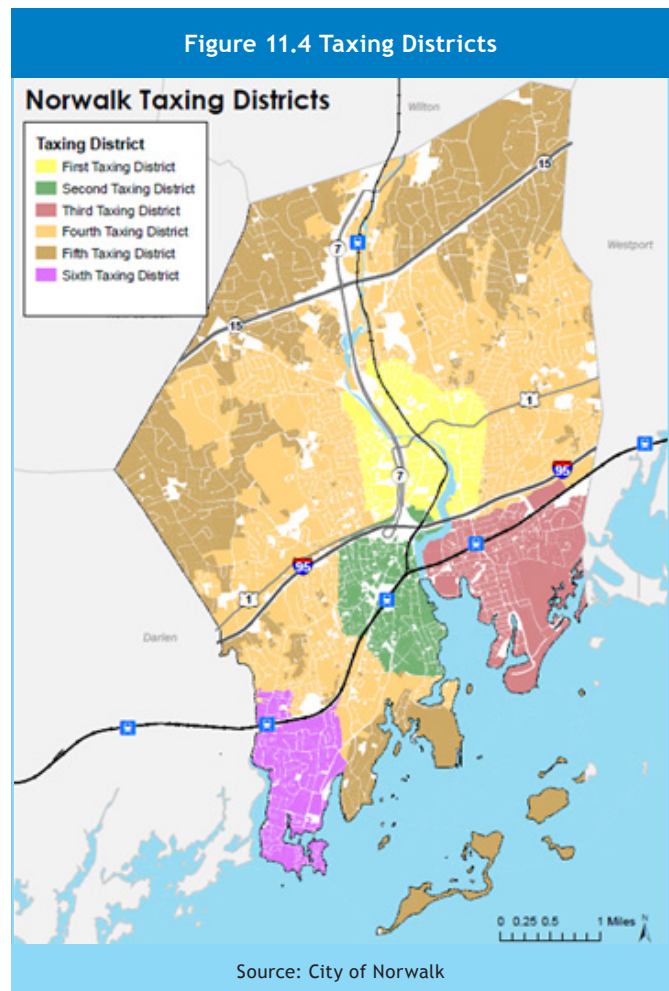 Figure 11.4 Taxing Districts
Norwalk Taxing Districts
Wilton
Taxing District
First Taxing District
Second Taxing District
Third Taxing District
Fourth Taxing District
Fifth Taxing District
Sixth Taxing District
15
7
Westport
15
1
7
95
95
1
Darien
0 0.25 0.5 1 Miles
N
Source: City of Norwalk